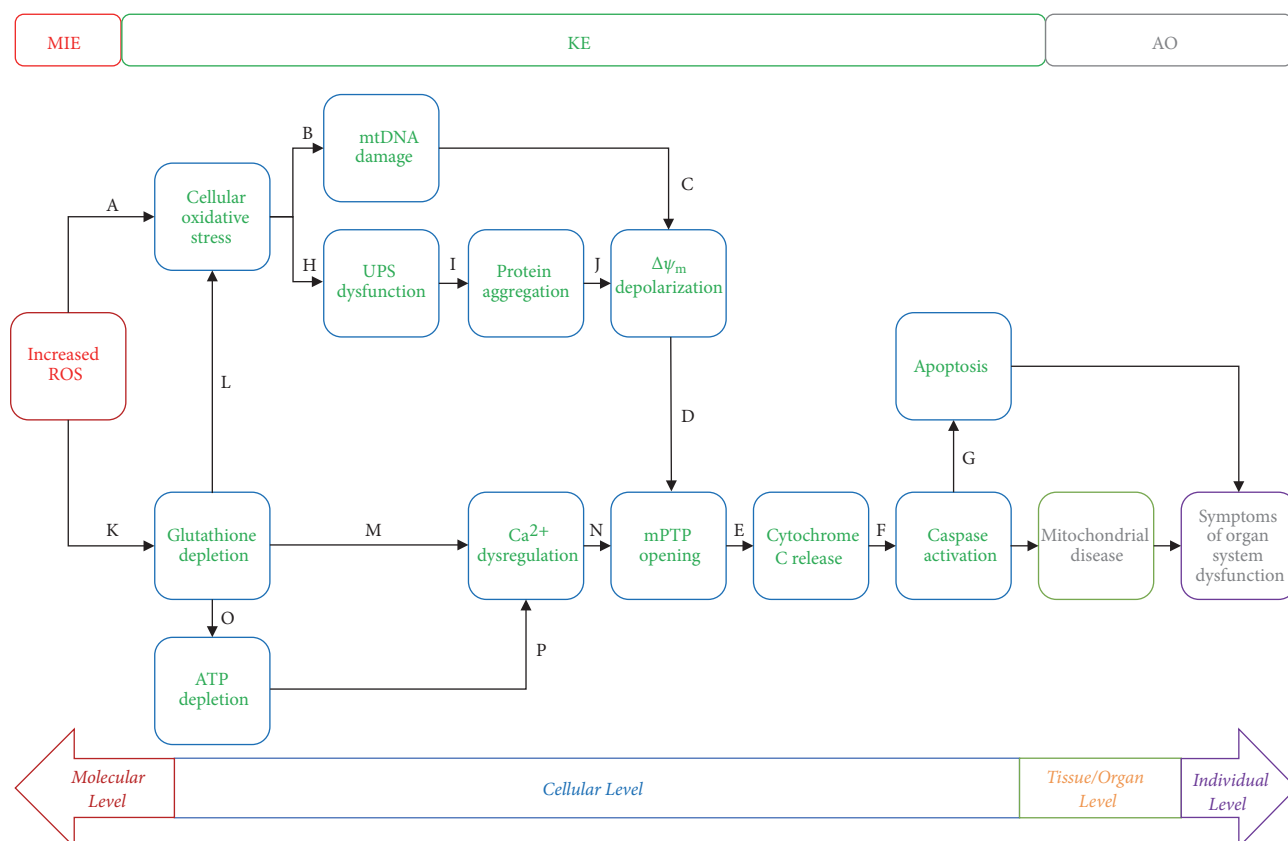 MIE
KE
AO
B
mtDNA
damage
A
Cellular
oxidative
stress
C
H
UPS
dysfunction
I
Protein
aggregation
J
Δψm
depolarization
Increased
ROS
L
D
Apoptosis
G
K
Glutathione
depletion
M
Ca2+
dysregulation
N
mPTP
opening
E
Cytochrome
C release
F
Caspase
activation
Mitochondrial
disease
Symptoms
of organ
system
dysfunction
O
ATP
depletion
P
Molecular
Level
Cellular Level
Tissue/Organ
Level
Individual
Level